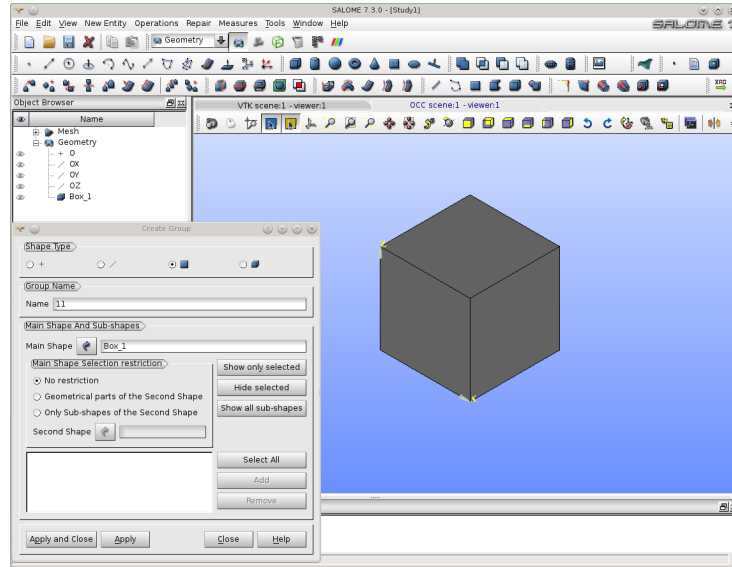 SALOME 7.3.0 - [Study1]
File Edit View New Entity Operations Repair Measures Tools Window Help
SALOME 7
Geometry
Object Browser
VTK scene:1 - viewer:1
OCC scene:1 - viewer:1
Name
Mesh
Geometry
O
OX
OY
OZ
Box_1
Create Group
Shape Type
Group Name
Name 11
Main Shape And Sub-shapes
Main Shape Box_1
Main Shape Selection restriction
No restriction
Geometrical parts of the Second Shape
Only Sub-shapes of the Second Shape
Second Shape
Show only selected
Hide selected
Show all sub-shapes
Select All
Add
Remove
Apply and Close Apply Close Help